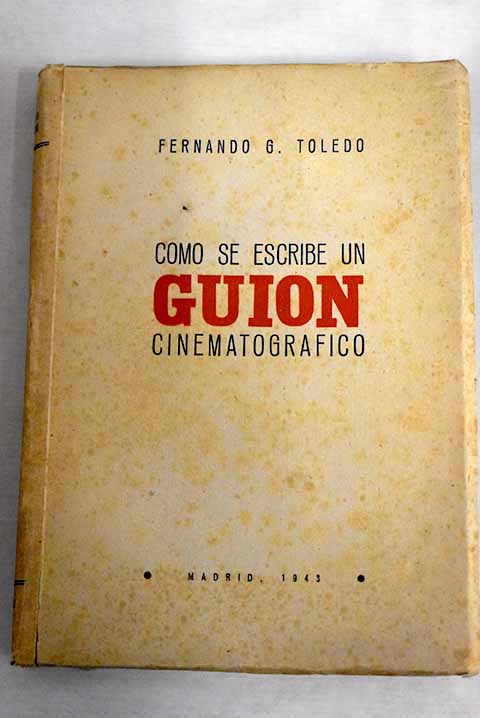 FERNANDO G. TOLEDO
COMO SE ESCRIBE UN
GUION
CINEMATOGRAFICO
• MADRID, 1943 •